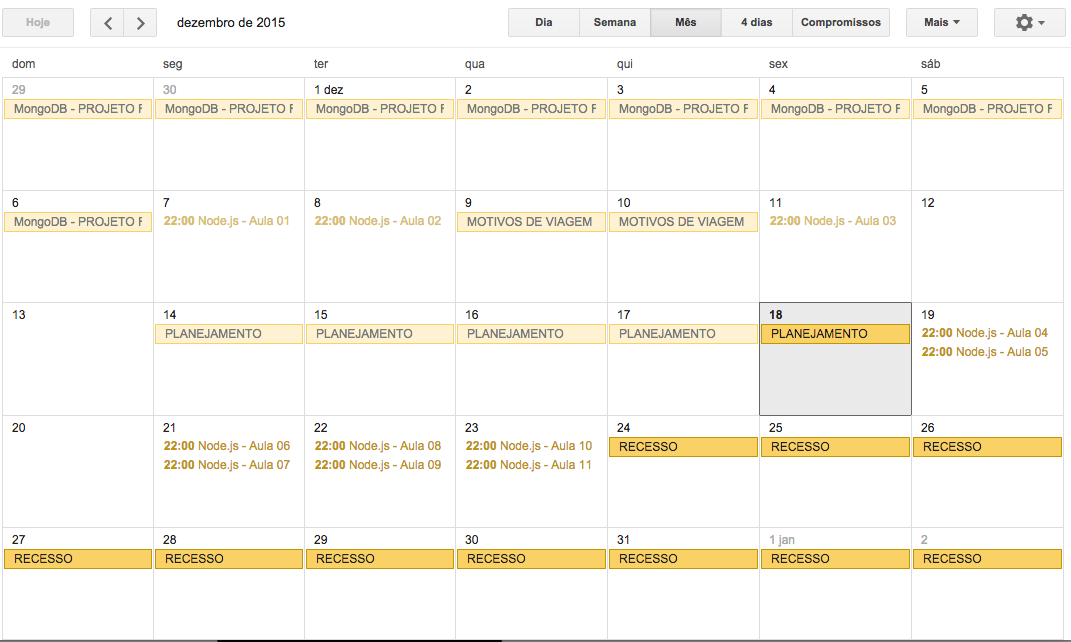 Hoje dezembro de 2015 Dia Semana Mês 4 dias Compromissos Mais
dom seg ter qua qui sex sáb
29 30 1 dez 2 3 4 5
MongoDB - PROJETO F MongoDB - PROJETO F MongoDB - PROJETO F MongoDB - PROJETO F MongoDB - PROJETO F MongoDB - PROJETO F MongoDB - PROJETO F
6 7 8 9 10 11 12
MongoDB - PROJETO F 22:00 Node.js - Aula 01 22:00 Node.js - Aula 02 MOTIVOS DE VIAGEM MOTIVOS DE VIAGEM 22:00 Node.js - Aula 03
13 14 15 16 17 18 19
PLANEJAMENTO PLANEJAMENTO PLANEJAMENTO PLANEJAMENTO PLANEJAMENTO 22:00 Node.js - Aula 04
22:00 Node.js - Aula 05
20 21 22 23 24 25 26
22:00 Node.js - Aula 06 22:00 Node.js - Aula 08 22:00 Node.js - Aula 10 RECESSO RECESSO RECESSO
22:00 Node.js - Aula 07 22:00 Node.js - Aula 09 22:00 Node.js - Aula 11
27 28 29 30 31 1 jan 2
RECESSO RECESSO RECESSO RECESSO RECESSO RECESSO RECESSO